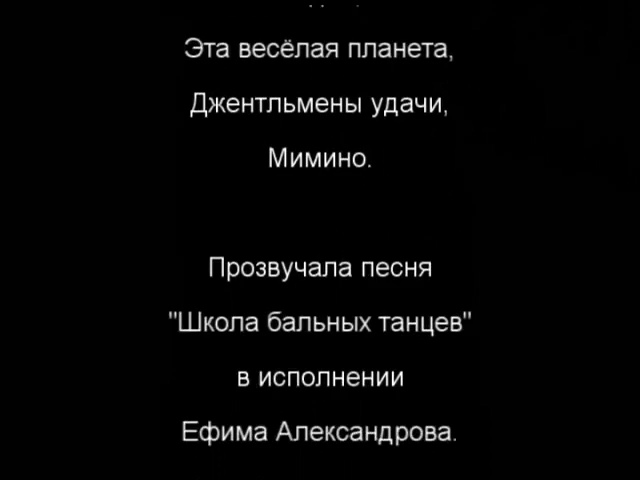 Эта весёлая планета,
Джентльмены удачи,
Мимино.
Прозвучала песня
"Школа бальных танцев"
в исполнении
Ефима Александрова.